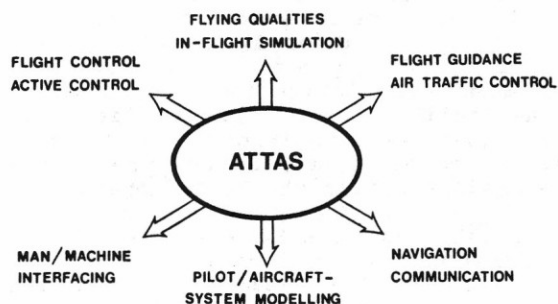 FLYING QUALITIES
IN-FLIGHT SIMULATION
FLIGHT CONTROL
ACTIVE CONTROL
FLIGHT GUIDANCE
AIR TRAFFIC CONTROL
ATTAS
MAN/MACHINE
INTERFACING
PILOT/AIRCRAFT-
SYSTEM MODELLING
NAVIGATION
COMMUNICATION